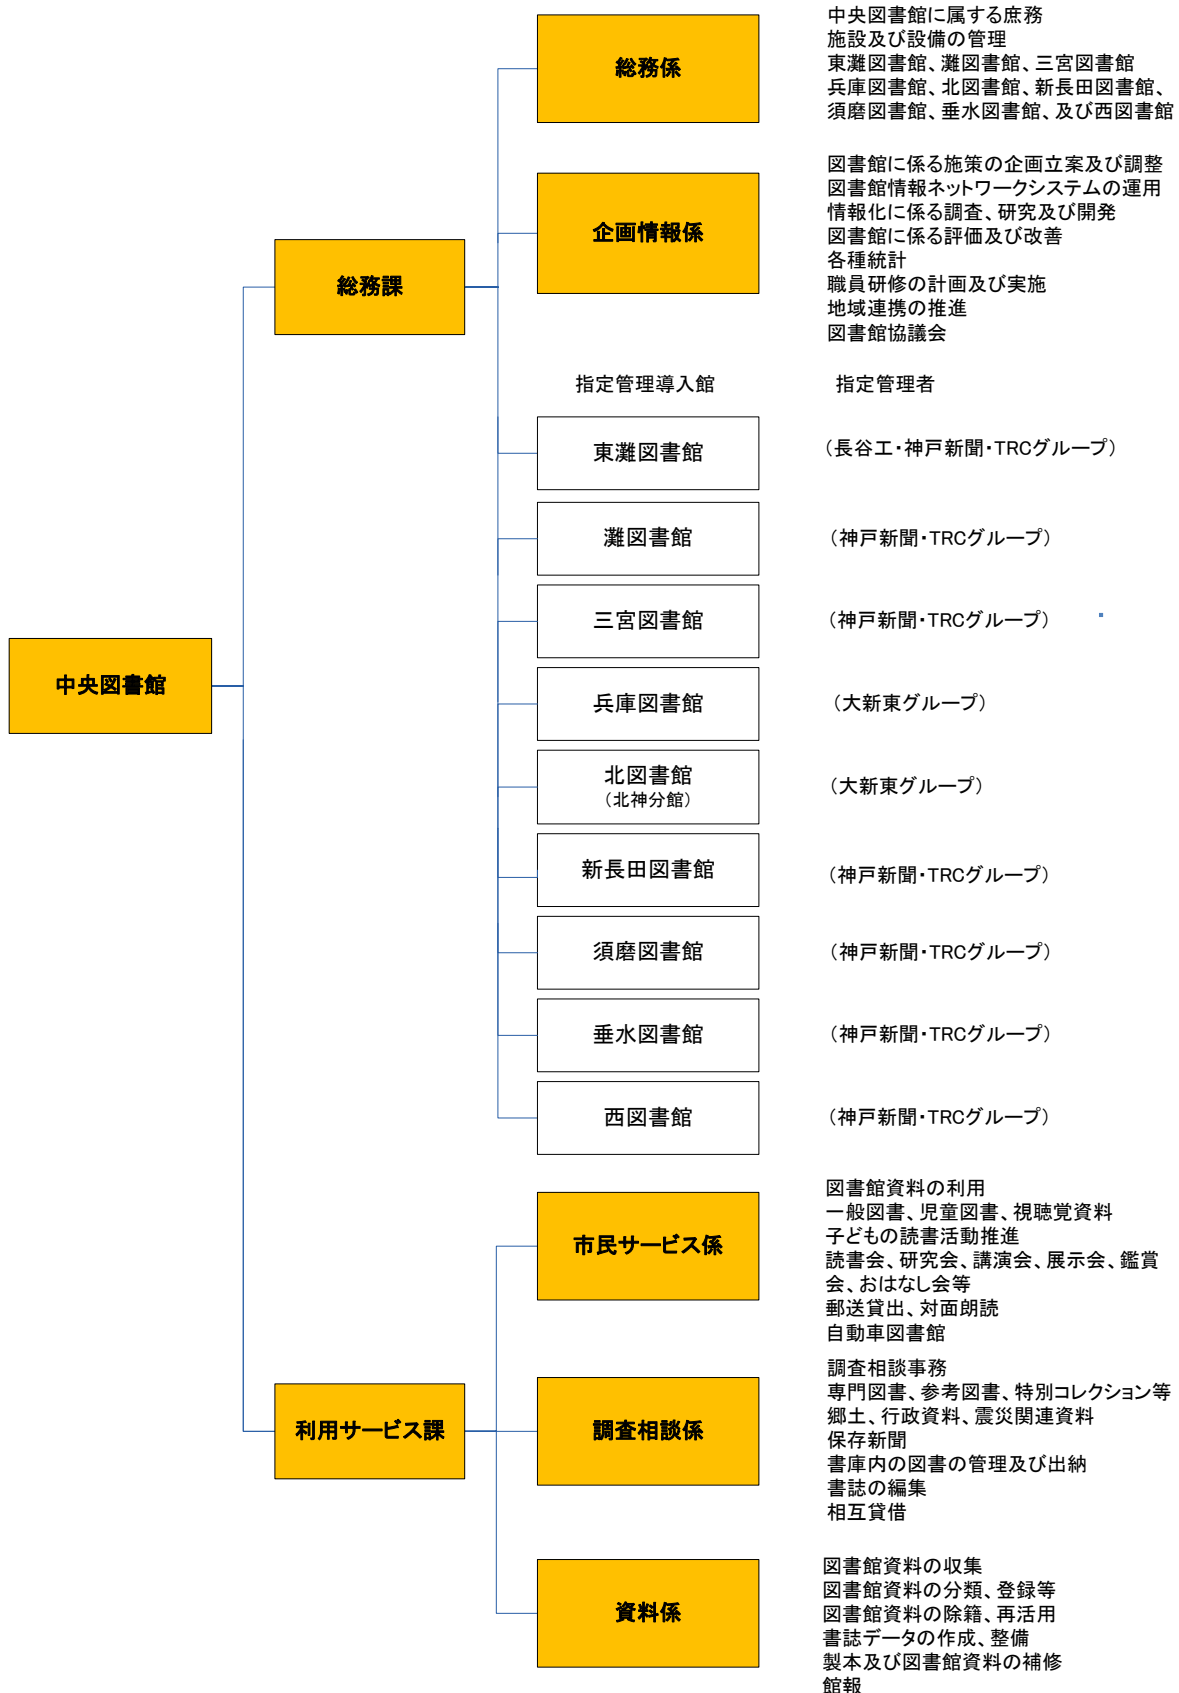 中央図書館
総務課
総務係
中央図書館に属する庶務
施設及び設備の管理
東灘図書館、灘図書館、三宮図書館
兵庫図書館、北図書館、新長田図書館、
須磨図書館、垂水図書館、及び西図書館
企画情報係
図書館に係る施策の企画立案及び調整
図書館情報ネットワークシステムの運用
情報化に係る調査、研究及び開発
図書館に係る評価及び改善
各種統計
職員研修の計画及び実施
地域連携の推進
図書館協議会
指定管理導入館
指定管理者
東灘図書館
（長谷工・神戸新聞・TRCグループ）
灘図書館
（神戸新聞・TRCグループ）
三宮図書館
（神戸新聞・TRCグループ）
兵庫図書館
（大新東グループ）
北図書館
（北神分館）
（大新東グループ）
新長田図書館
（神戸新聞・TRCグループ）
須磨図書館
（神戸新聞・TRCグループ）
垂水図書館
（神戸新聞・TRCグループ）
西図書館
（神戸新聞・TRCグループ）
利用サービス課
市民サービス係
図書館資料の利用
一般図書、児童図書、視聴覚資料
子どもの読書活動推進
読書会、研究会、講演会、展示会、鑑賞
会、おはなし会等
郵送貸出、対面朗読
自動車図書館
調査相談係
調査相談事務
専門図書、参考図書、特別コレクション等
郷土、行政資料、震災関連資料
保存新聞
書庫内の図書の管理及び出納
書誌の編集
相互貸借
資料係
図書館資料の収集
図書館資料の分類、登録等
図書館資料の除籍、再活用
書誌データの作成、整備
製本及び図書館資料の補修
館報